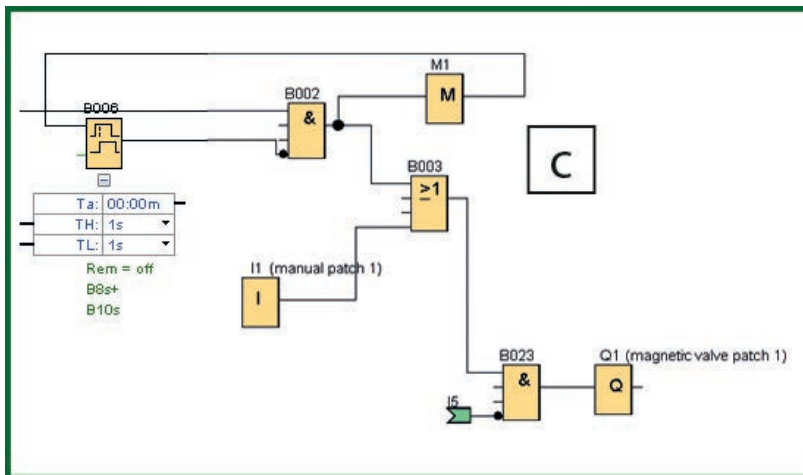 M1
M
B002
&
B006
C
B003
≥1
Ta: 00:00m
TH: 1s
TL: 1s
Rem = off
B8s+
B10s
I1 (manual patch 1)
I
B023
&
Q1 (magnetic valve patch 1)
Q
I5